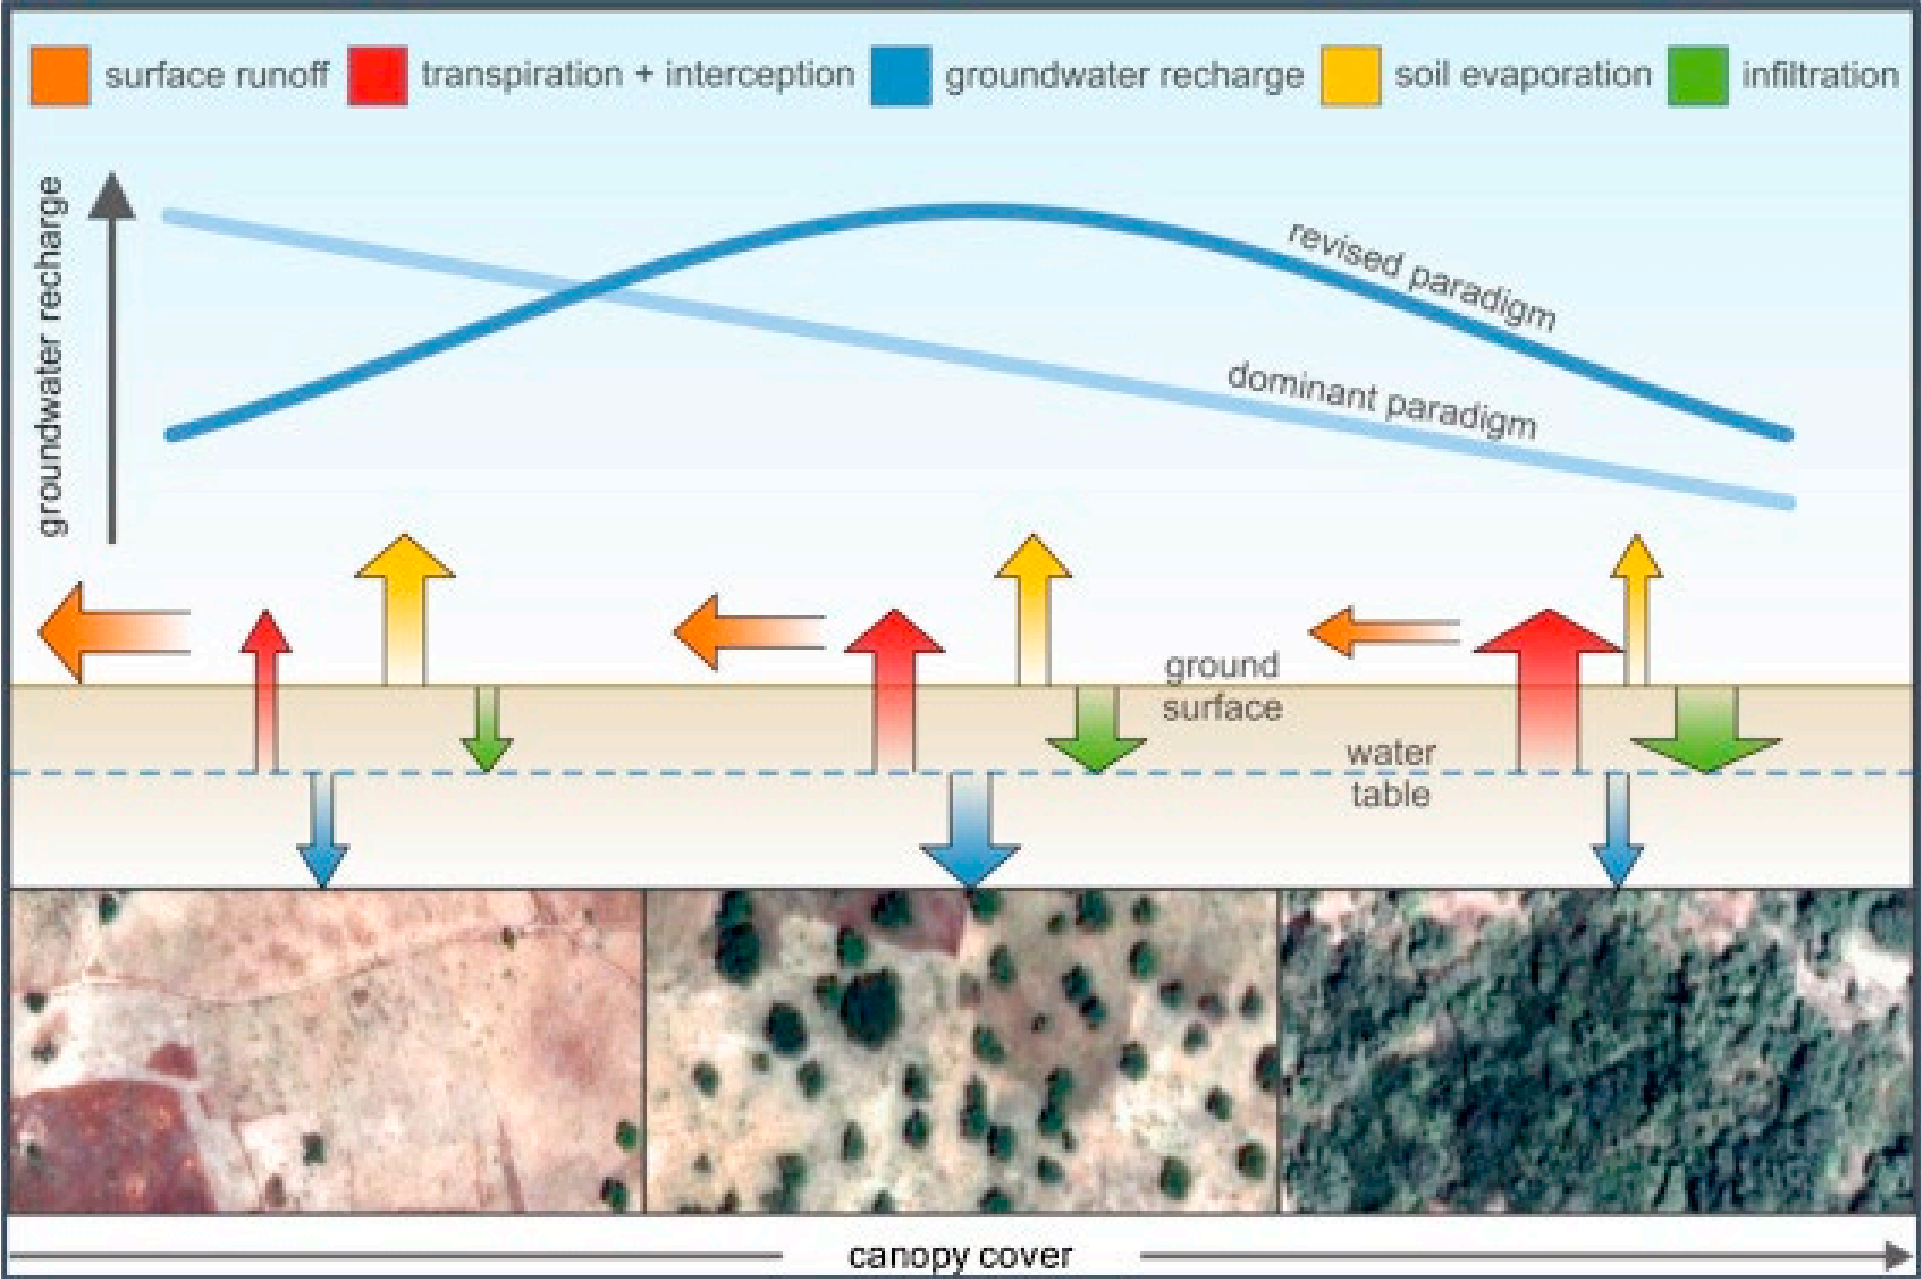 surface runoff transpiration + interception groundwater recharge soil evaporation infiltration
groundwater recharge
revised paradigm
dominant paradigm
ground
surface
water
table
canopy cover